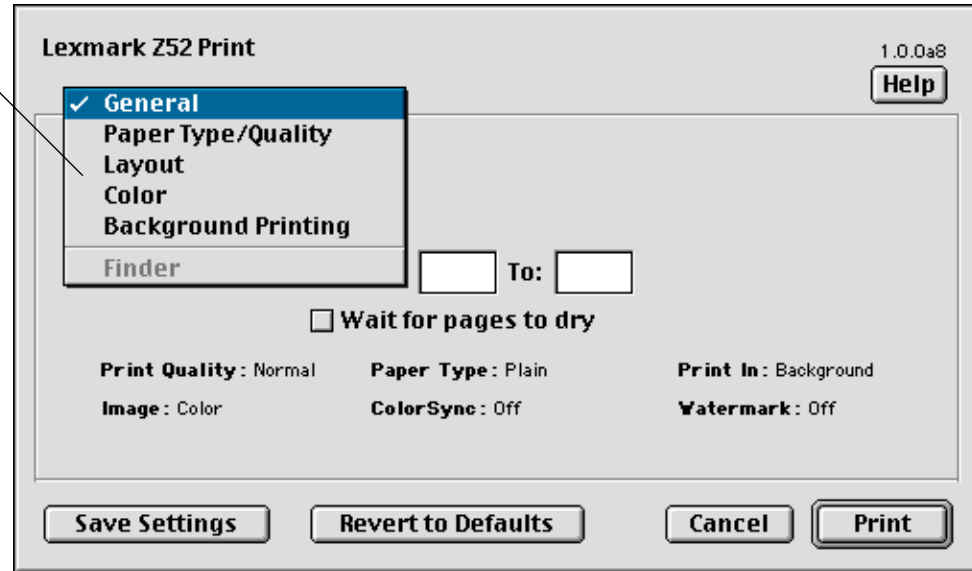 Lexmark Z52 Print
1.0.0a8
Help
✓ General
Paper Type/Quality
Layout
Color
Background Printing
Finder
To:
Wait for pages to dry
Print Quality: Normal Paper Type: Plain Print In: Background
Image: Color ColorSync: Off Watermark: Off
Save Settings Revert to Defaults Cancel Print